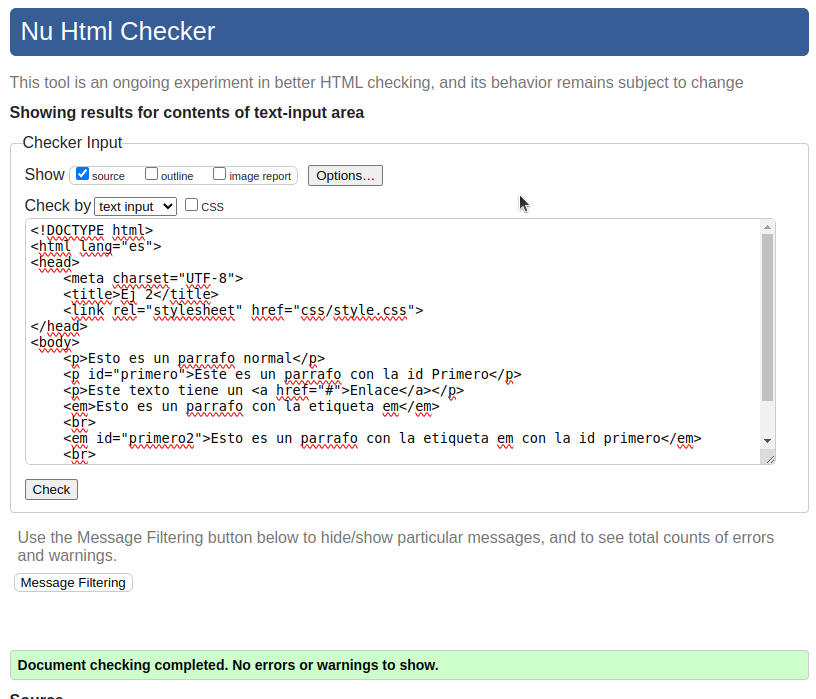 Nu Html Checker
This tool is an ongoing experiment in better HTML checking, and its behavior remains subject to change
Showing results for contents of text-input area
Checker Input
Show source outline image report Options...
Check by text input CSS
<!DOCTYPE html>
<html lang="es">
<head>
    <meta charset="UTF-8">
    <title>Ej 2</title>
    <link rel="stylesheet" href="css/style.css">
</head>
<body>
    <p>Esto es un parrafo normal</p>
    <p id="primero">Este es un parrafo con la id Primero</p>
    <p>Este texto tiene un <a href="#">Enlace</a></p>
    <em>Esto es un parrafo con la etiqueta em</em>
    <br>
    <em id="primero2">Esto es un parrafo con la etiqueta em con la id primero</em>
    <br>
Check
Use the Message Filtering button below to hide/show particular messages, and to see total counts of errors
and warnings.
Message Filtering
Document checking completed. No errors or warnings to show.
Source